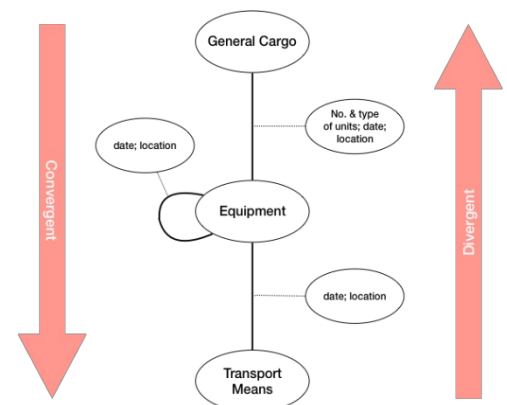 General Cargo
No. & type
of units; date;
location
date; location
Convergent
Equipment
Divergent
date; location
Transport
Means